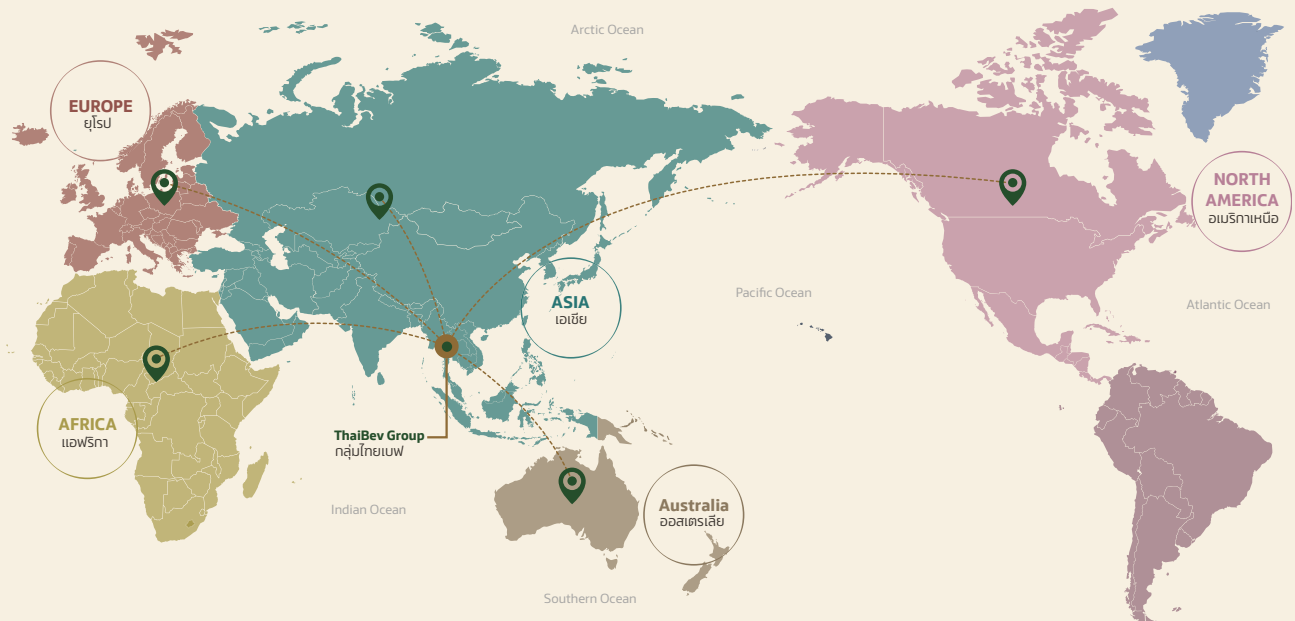 Arctic Ocean
EUROPE
ยุโรป
NORTH
AMERICA
อเมริกาเหนือ
ASIA
เอเชีย
Pacific Ocean
Atlantic Ocean
AFRICA
แอฟริกา
ThaiBev Group
กลุ่มไทยเบฟ
Indian Ocean
Australia
ออสเตรเลีย
Southern Ocean